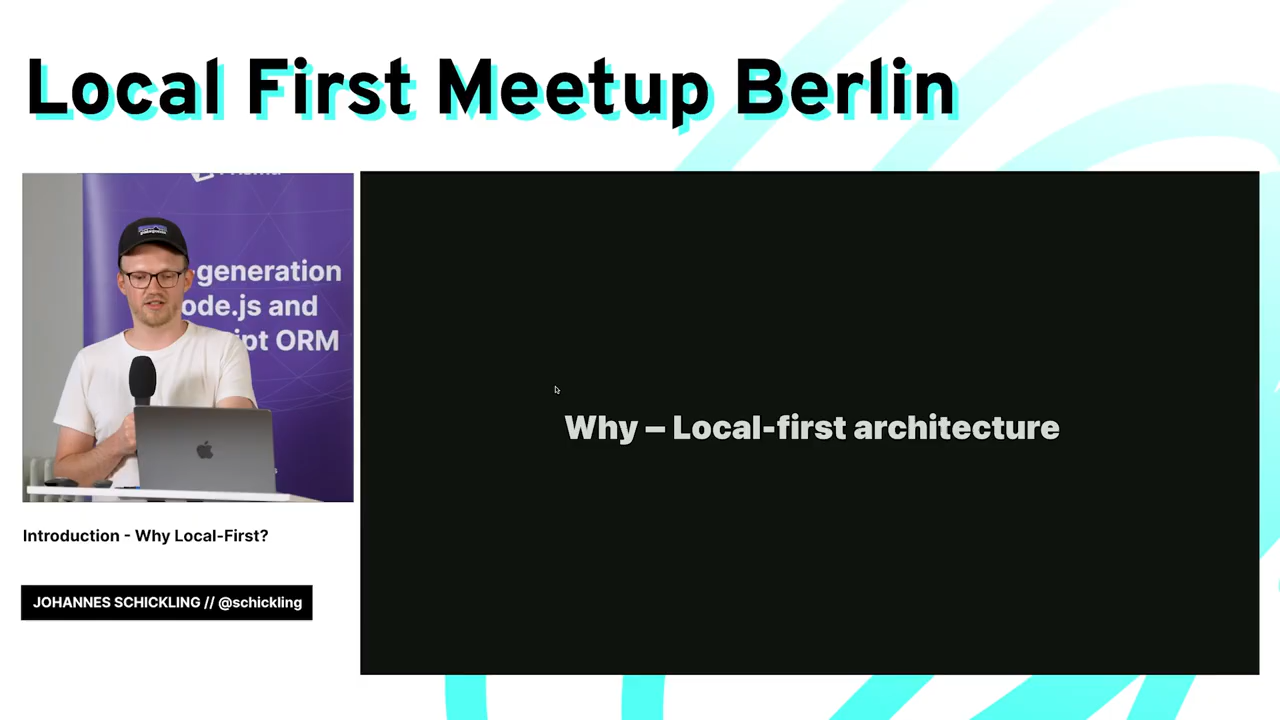 Local First Meetup Berlin
generation
ode.js and
ipt ORM
Why – Local-first architecture
Introduction - Why Local-First?
JOHANNES SCHICKLING // @schickling